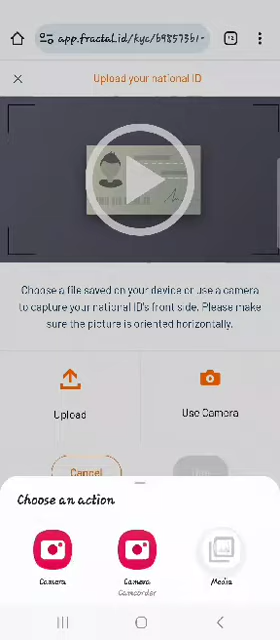 app.fractal.id/kyc/b98573b1-
Upload your national ID
Choose a file saved on your device or use a camera
to capture your national ID's front side. Please make
sure the picture is oriented horizontally.
Upload
Use Camera
Cancel
Choose an action
Camera
Camera
Media
Camcorder